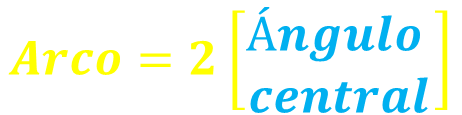 Arco = 2 [Ángulo
central]